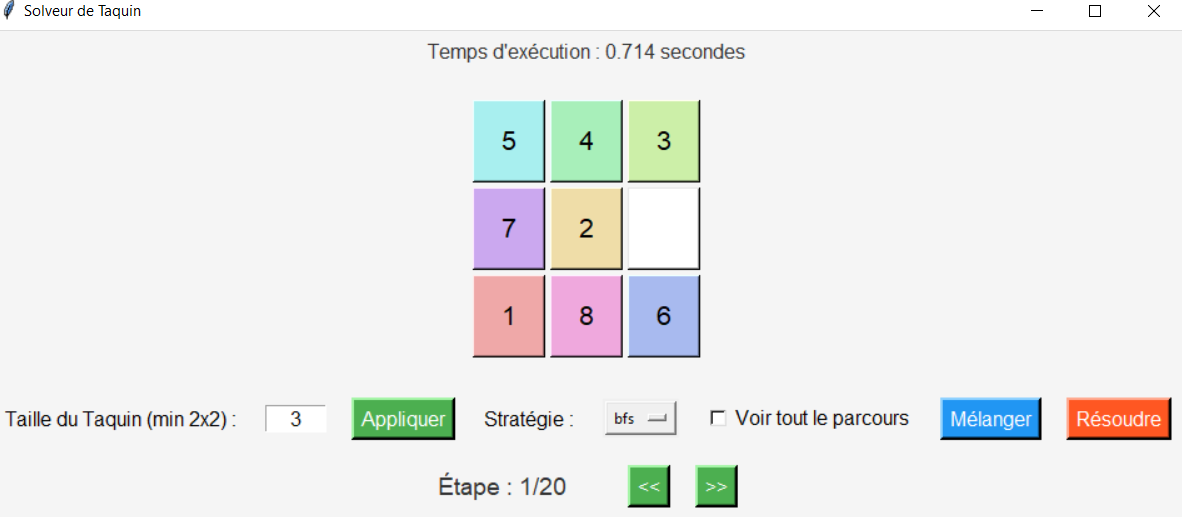 Solveur de Taquin
Temps d'exécution : 0.714 secondes
5 4 3
7 2
1 8 6
Taille du Taquin (min 2x2) : 3 Appliquer Stratégie : bfs Voir tout le parcours Mélanger Résoudre
Étape : 1/20 << >>